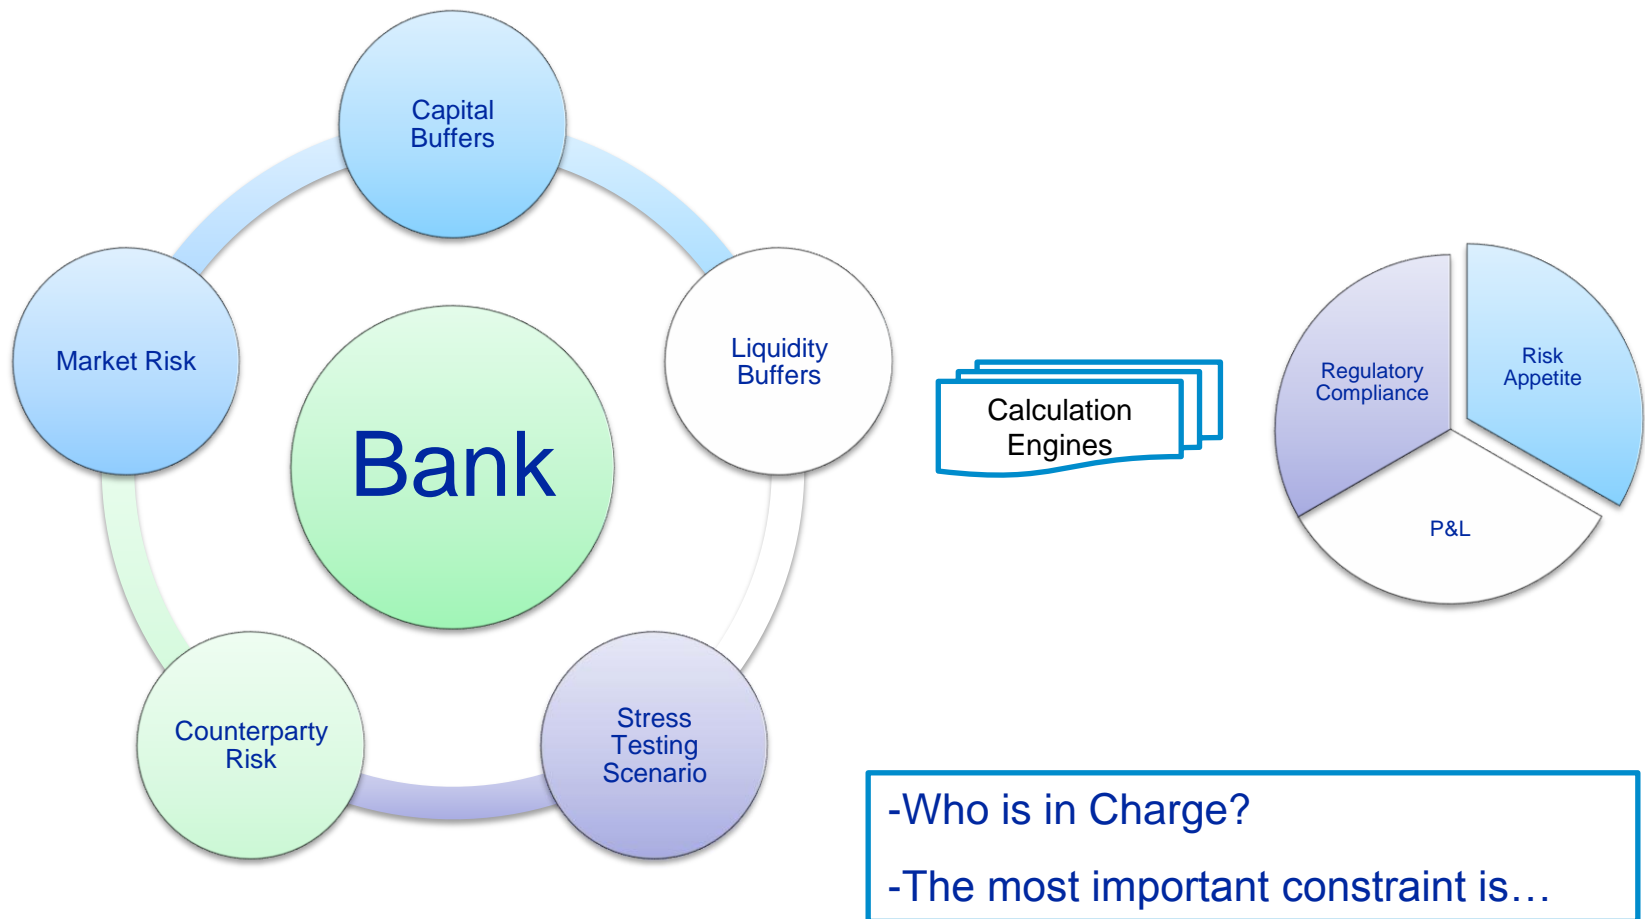 Capital
Buffers
Market Risk
Liquidity
Buffers
Bank
Counterparty
Risk
Stress
Testing
Scenario
Calculation
Engines
Regulatory
Compliance
Risk
Appetite
P&L
-Who is in Charge?
-The most important constraint is…